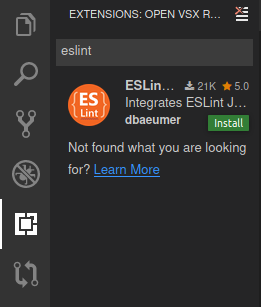 EXTENSIONS: OPEN VSX R...
eslint
ES
Lint
ESLin... 21K 5.0
Integrates ESLint J...
dbaeumer Install
Not found what you are looking
for? Learn More